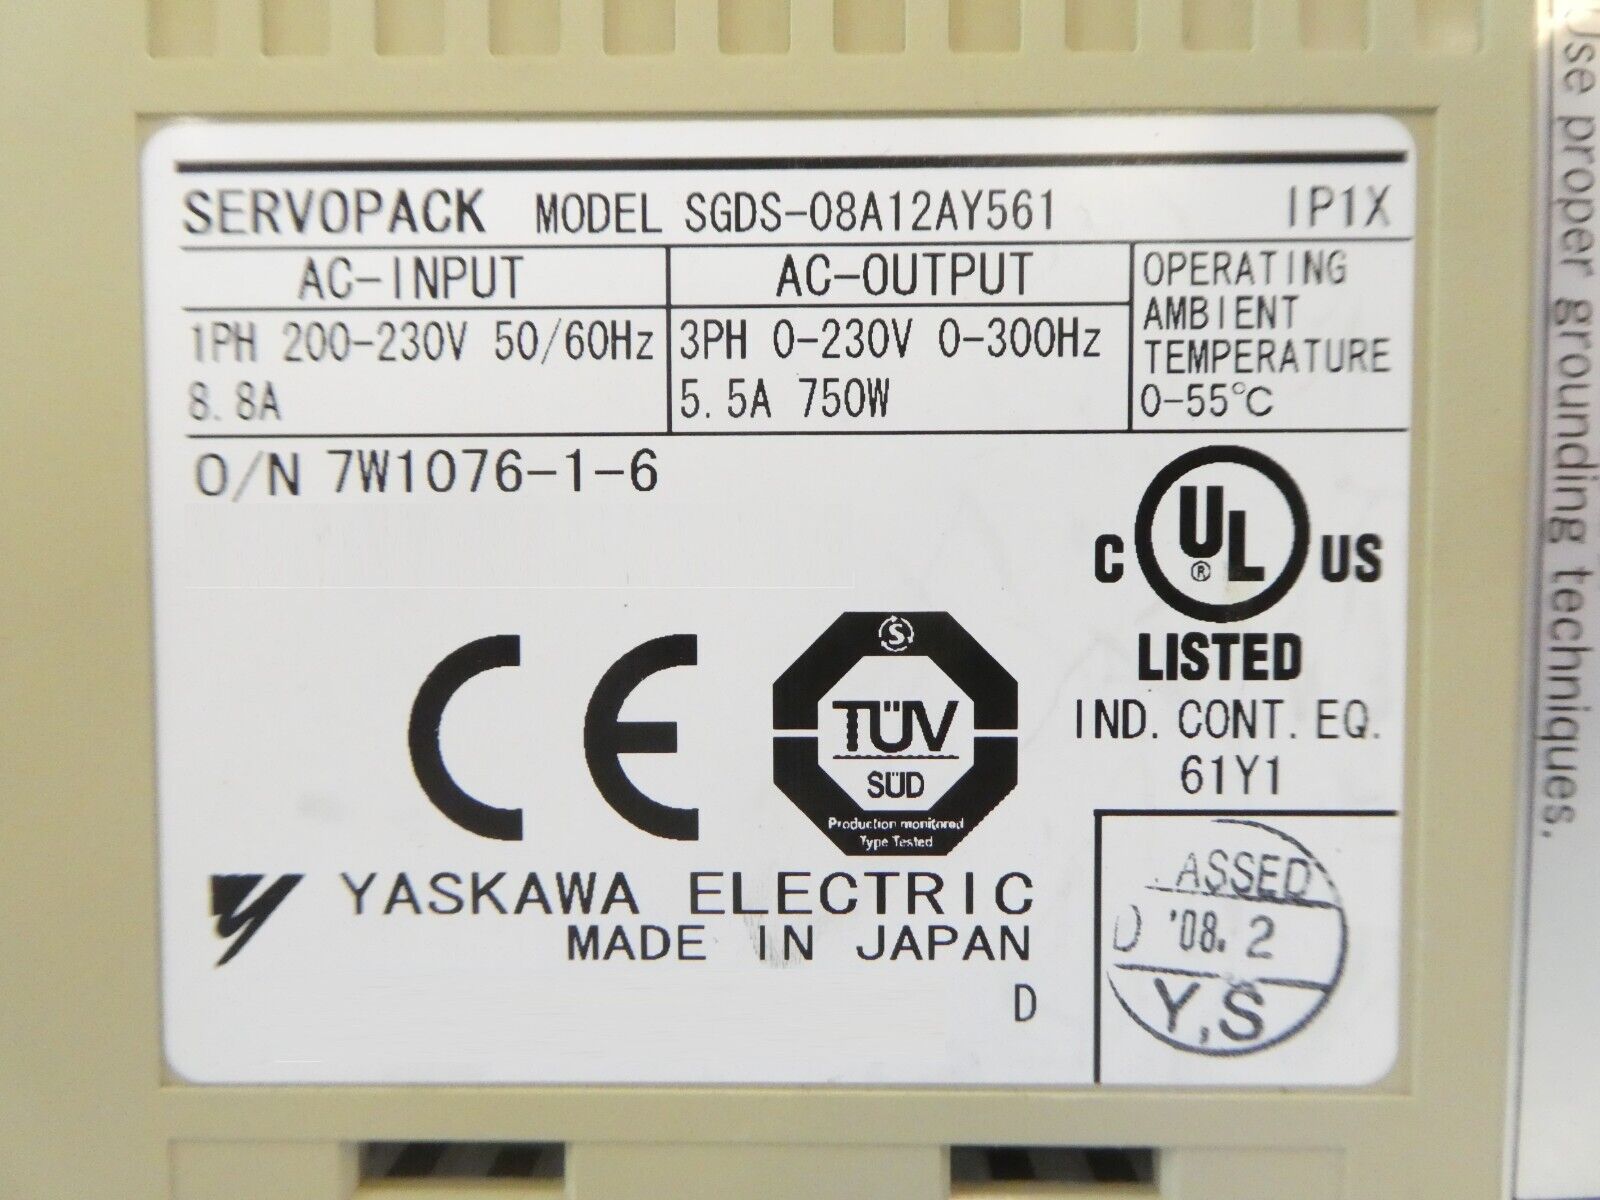 SERVOPACK MODEL SGDS-08A12AY561 IP1X
AC-INPUT
1PH 200-230V 50/60Hz
8.8A
AC-OUTPUT
3PH 0-230V 0-300Hz
5.5A 750W
OPERATING
AMBIENT
TEMPERATURE
0-55°C
O/N 7W1076-1-6
C UL ® US
LISTED
IND. CONT. EQ.
61Y1
CE
S
TÜV
SÜD
Production monitored
Type Tested
YASKAWA ELECTRIC
MADE IN JAPAN
D
ASSED
'08. 2
Y,S
Use proper grounding techniques.